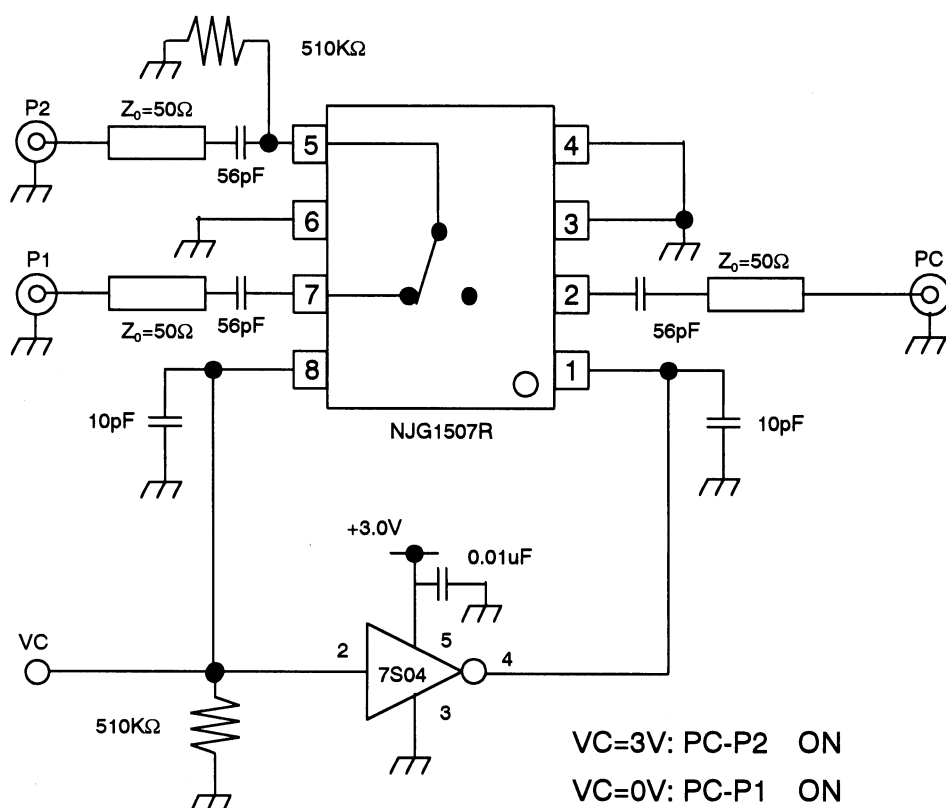 510KΩ
P2
Z₀=50Ω
56pF
5
4
6
3
P1
Z₀=50Ω
56pF
7
2
Z₀=50Ω
PC
56pF
8
1
10pF
10pF
NJG1507R
+3.0V
0.01uF
VC
2
7S04
5
4
3
510KΩ
VC=3V: PC-P2 ON
VC=0V: PC-P1 ON